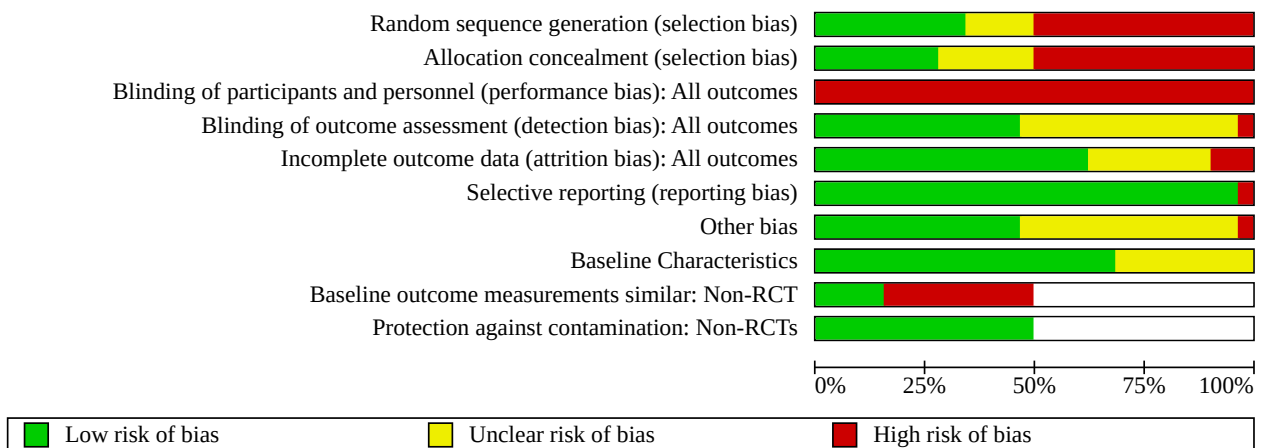 Random sequence generation (selection bias)
Allocation concealment (selection bias)
Blinding of participants and personnel (performance bias): All outcomes
Blinding of outcome assessment (detection bias): All outcomes
Incomplete outcome data (attrition bias): All outcomes
Selective reporting (reporting bias)
Other bias
Baseline Characteristics
Baseline outcome measurements similar: Non-RCT
Protection against contamination: Non-RCTs
0% 25% 50% 75% 100%
Low risk of bias Unclear risk of bias High risk of bias